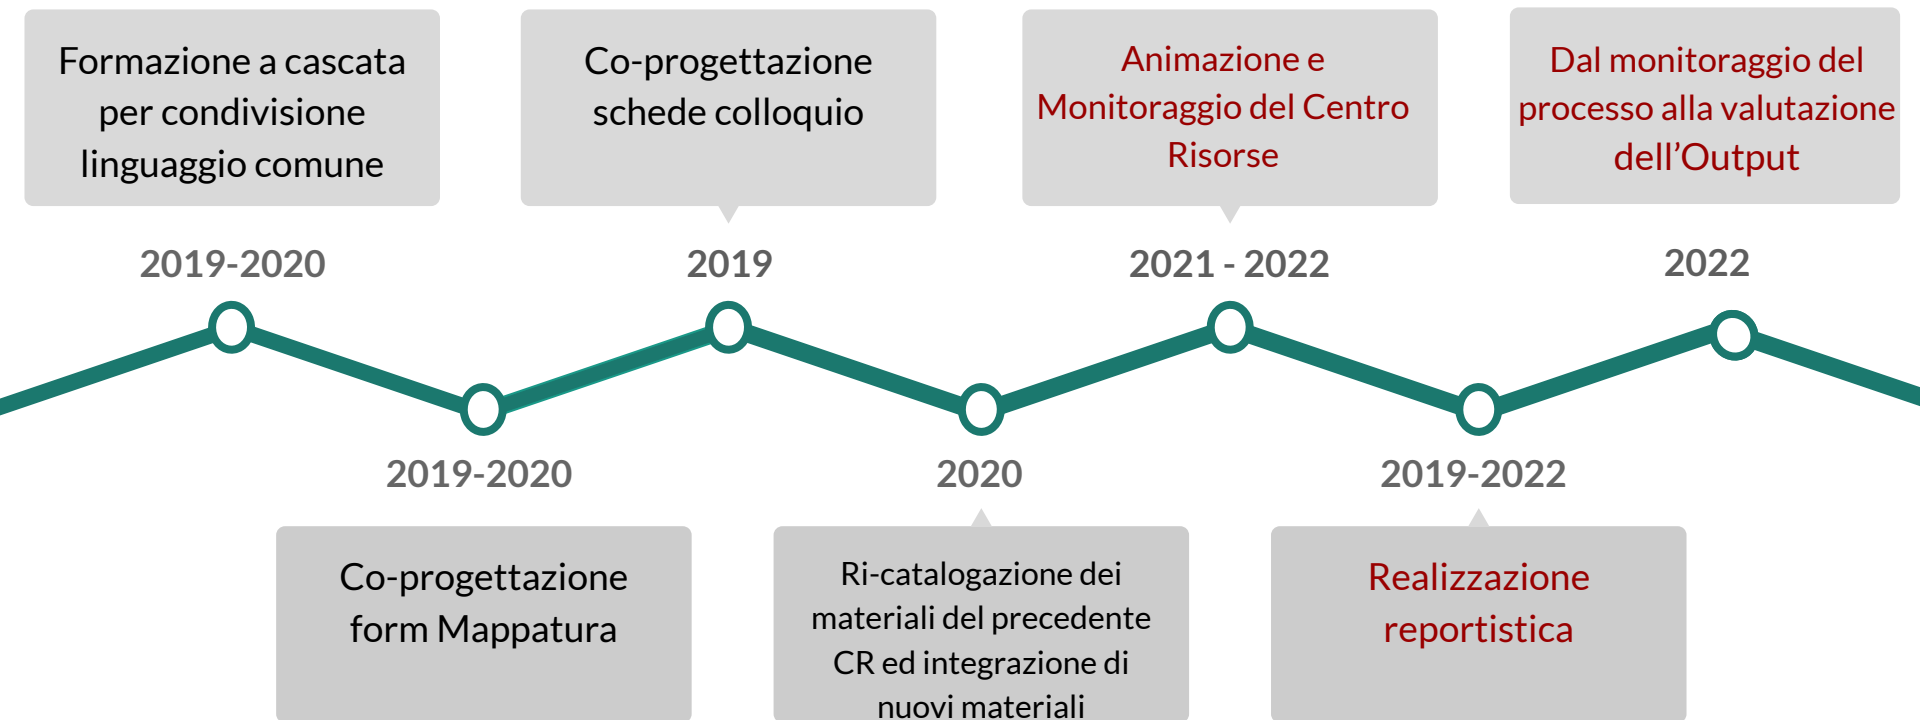 Formazione a cascata
per condivisione
linguaggio comune
Co-progettazione
schede colloquio
Animazione e
Monitoraggio del Centro
Risorse
Dal monitoraggio del
processo alla valutazione
dell’Output
2019-2020
2019
2021 - 2022
2022
2019-2020
2020
2019-2022
Co-progettazione
form Mappatura
Ri-catalogazione dei
materiali del precedente
CR ed integrazione di
nuovi materiali
Realizzazione
reportistica